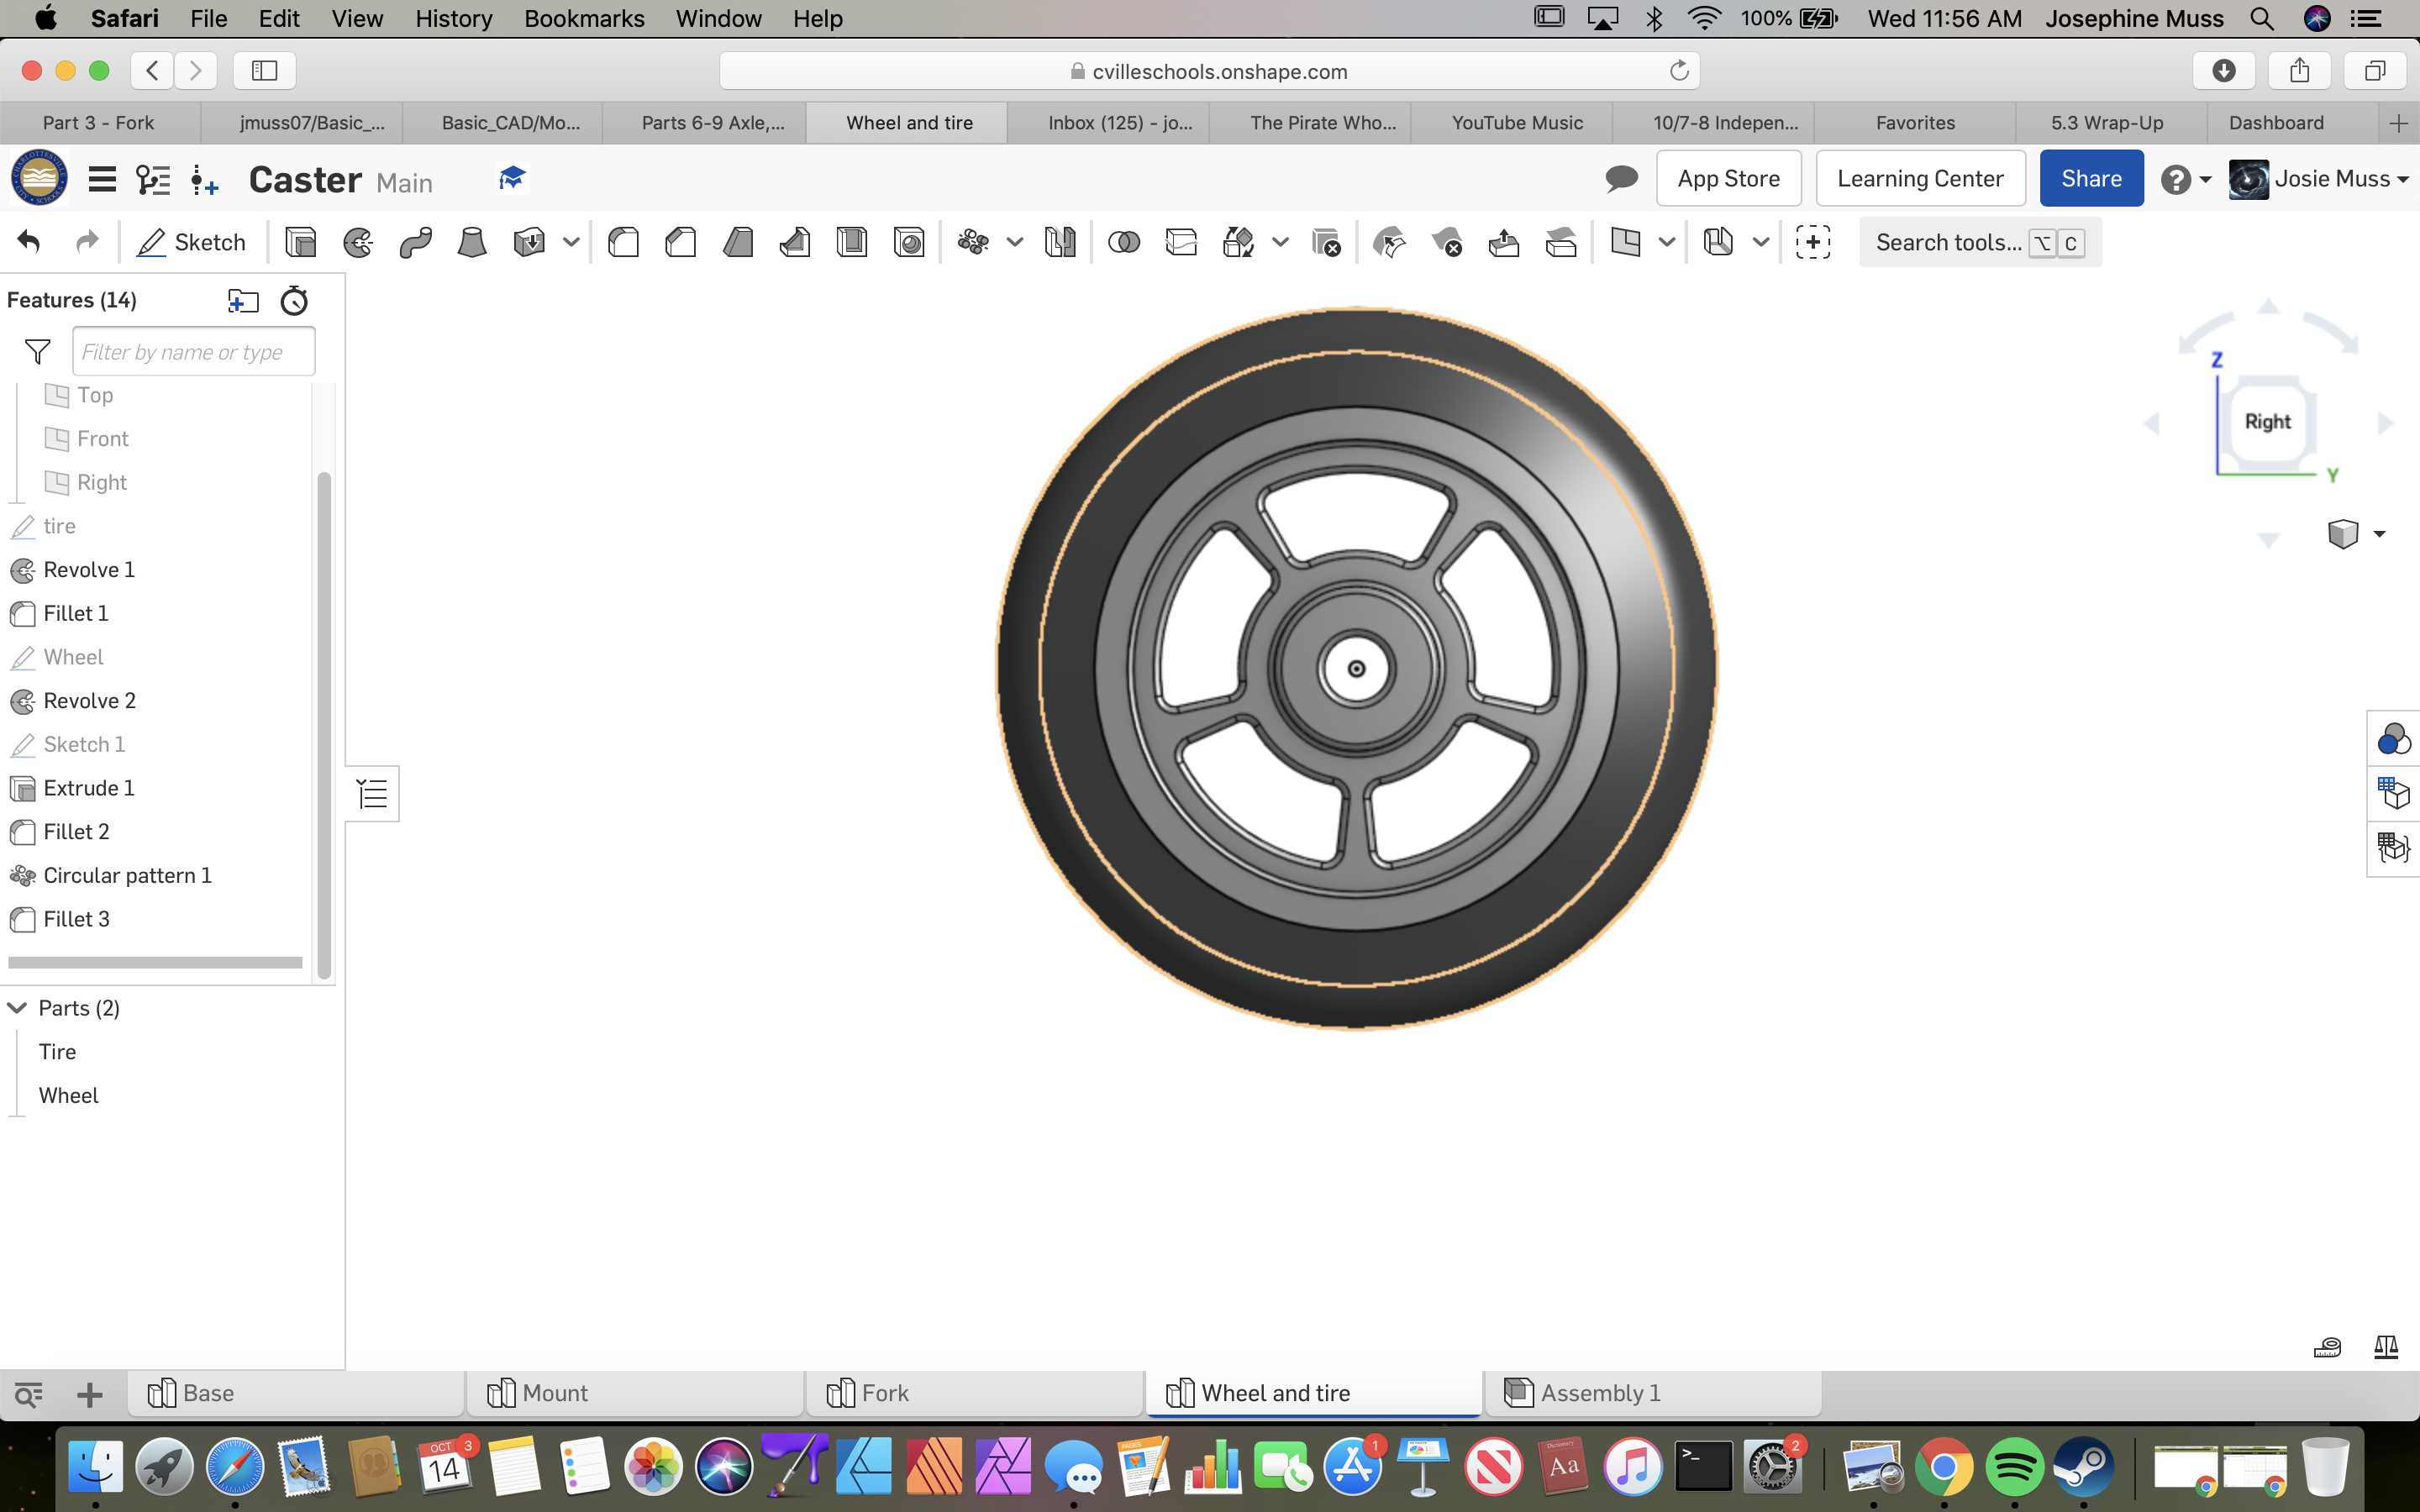 Safari File Edit View History Bookmarks Window Help 100% Wed 11:56 AM Josephine Muss
cvilleschools.onshape.com
Part 3 - Fork jmuss07/Basic_... Basic_CAD/Mo... Parts 6-9 Axle,... Wheel and tire Inbox (125) - jo... The Pirate Who... YouTube Music 10/7-8 Indepen... Favorites 5.3 Wrap-Up Dashboard
Caster Main App Store Learning Center Share Josie Muss
Sketch Search tools... ⌥ C
Features (14)
Filter by name or type
Top
Front
Right
tire
Revolve 1
Fillet 1
Wheel
Revolve 2
Sketch 1
Extrude 1
Fillet 2
Circular pattern 1
Fillet 3
Parts (2)
Tire
Wheel
Z
Right
Y
Base Mount Fork Wheel and tire Assembly 1
OCT
14
3
PAGES
1
Dictionary
Aa
>_
2